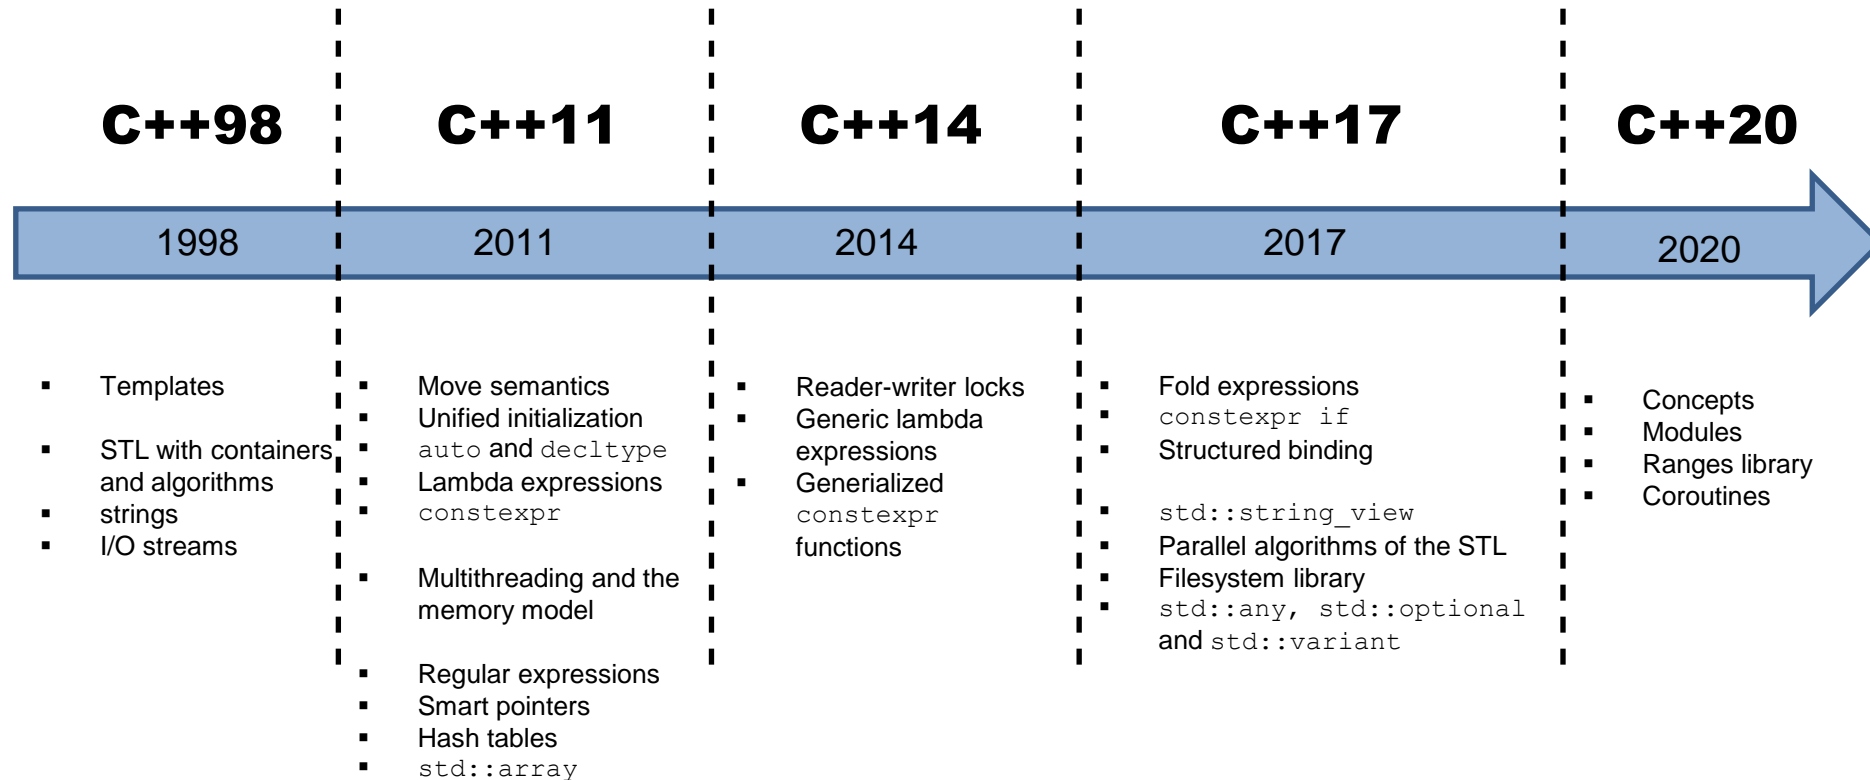 C++98
C++11
C++14
C++17
C++20
1998
2011
2014
2017
2020
▪ Templates
▪ STL with containers
and algorithms
▪ strings
▪ I/O streams
▪ Move semantics
▪ Unified initialization
▪ auto and decltype
▪ Lambda expressions
▪ constexpr
▪ Multithreading and the
memory model
▪ Regular expressions
▪ Smart pointers
▪ Hash tables
▪ std::array
▪ Reader-writer locks
▪ Generic lambda
expressions
▪ Generialized
constexpr
functions
▪ Fold expressions
▪ constexpr if
▪ Structured binding
▪ std::string_view
▪ Parallel algorithms of the STL
▪ Filesystem library
▪ std::any, std::optional
and std::variant
▪ Concepts
▪ Modules
▪ Ranges library
▪ Coroutines